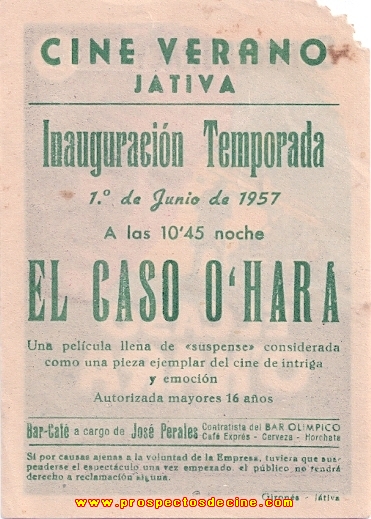 CINE VERANO
JÁTIVA
Inauguración Temporada
1.º de Junio de 1957
A las 10'45 noche
EL CASO O'HARA
Una película llena de «suspense» considerada
como una pieza ejemplar del cine de intriga
y emoción
Autorizada mayores 16 años
Bar-Café a cargo de José Perales Contratista del BAR OLIMPICO
Café Exprés - Cerveza - Horchata
Si por causas ajenas a la voluntad de la Empresa, tuviera que sus-
penderse el espectáculo una vez empezado, el público no tendrá
derecho a reclamación alguna.
Gironés - Játiva
www.prospectosdecine.com